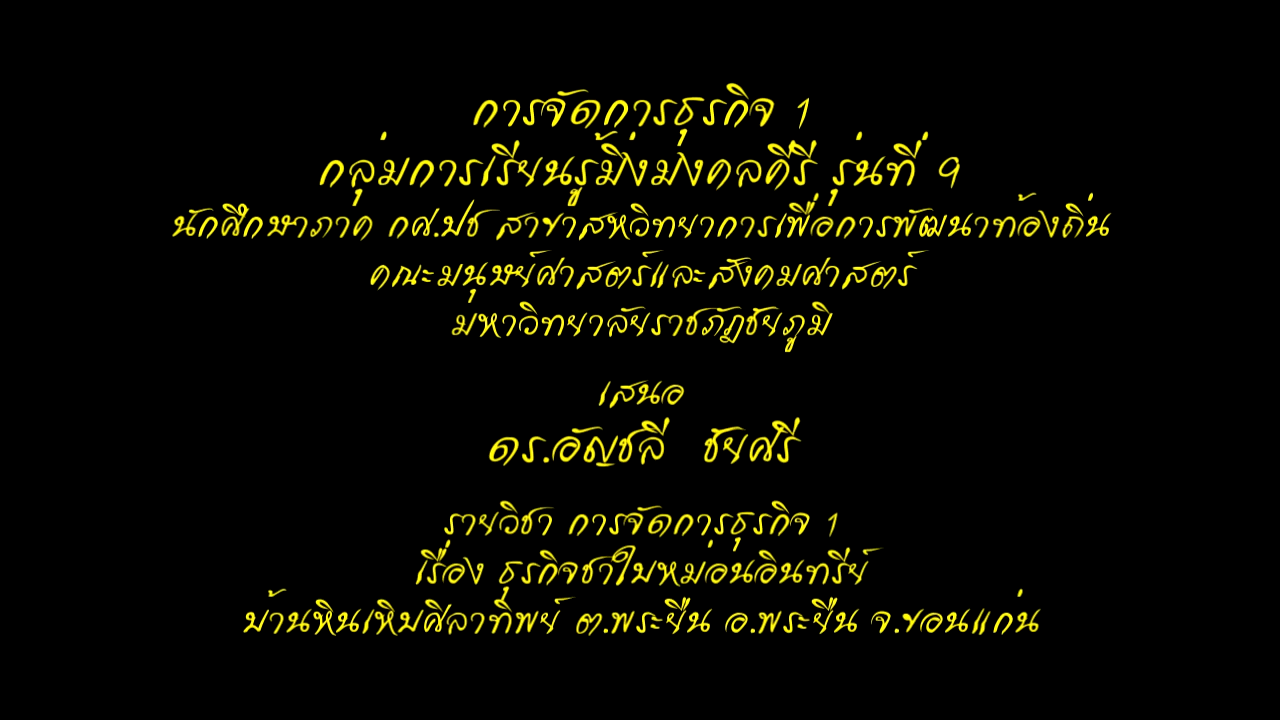 การจัดการธุรกิจ 1
กลุ่มการเรียนรู้มิ่งมงคลคีรี รุ่นที่ 9
นักศึกษาภาค กศ.ปช สาขาสหวิทยาการเพื่อการพัฒนาท้องถิ่น
คณะมนุษย์ศาสตร์และสังคมศาสตร์
มหาวิทยาลัยราชภัฏชัยภูมิ
เสนอ
ดร.อัญชลี ชัยศรี
รายวิชา การจัดการธุรกิจ 1
เรื่อง ธุรกิจชาใบหม่อนอินทรีย์
บ้านหินเหิบศิลาทิพย์ ต.พระยืน อ.พระยืน จ.ขอนแก่น